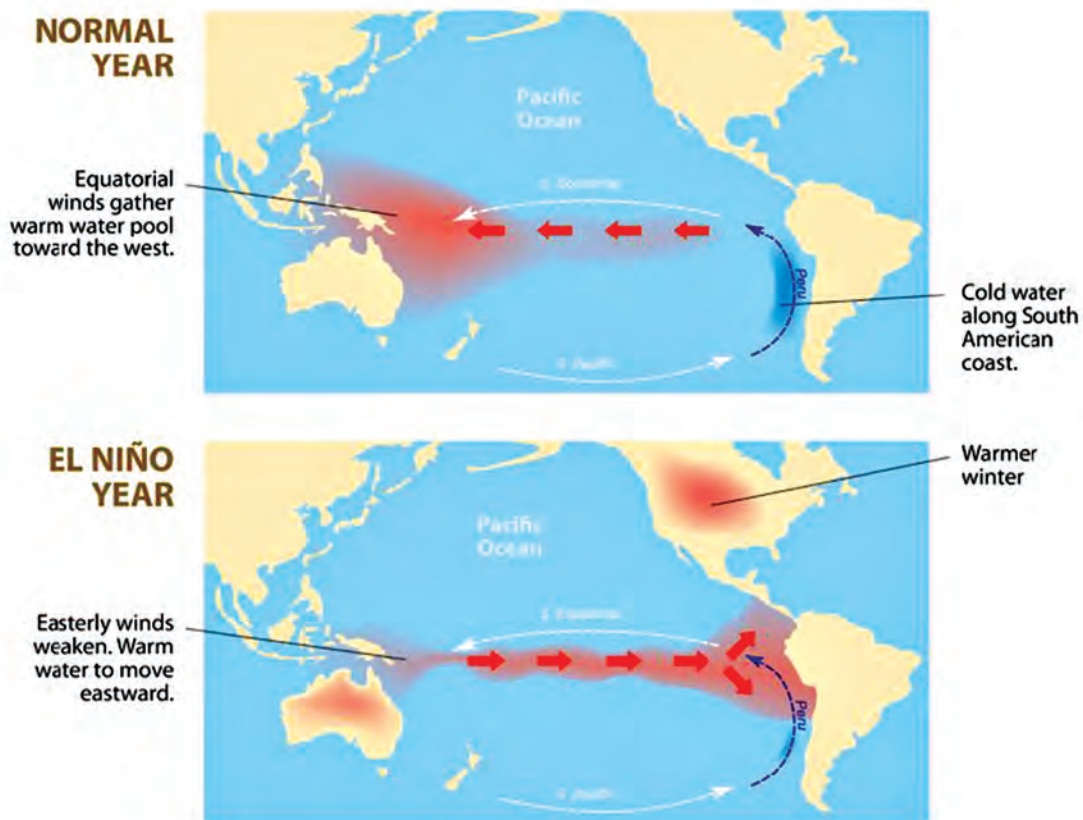 NORMAL
YEAR
Pacific
Ocean
Equatorial
winds gather
warm water pool
toward the west.
Peru
Cold water
along South
American
coast.
EL NIÑO
YEAR
Warmer
winter
Pacific
Ocean
Easterly winds
weaken. Warm
water to move
eastward.
Peru